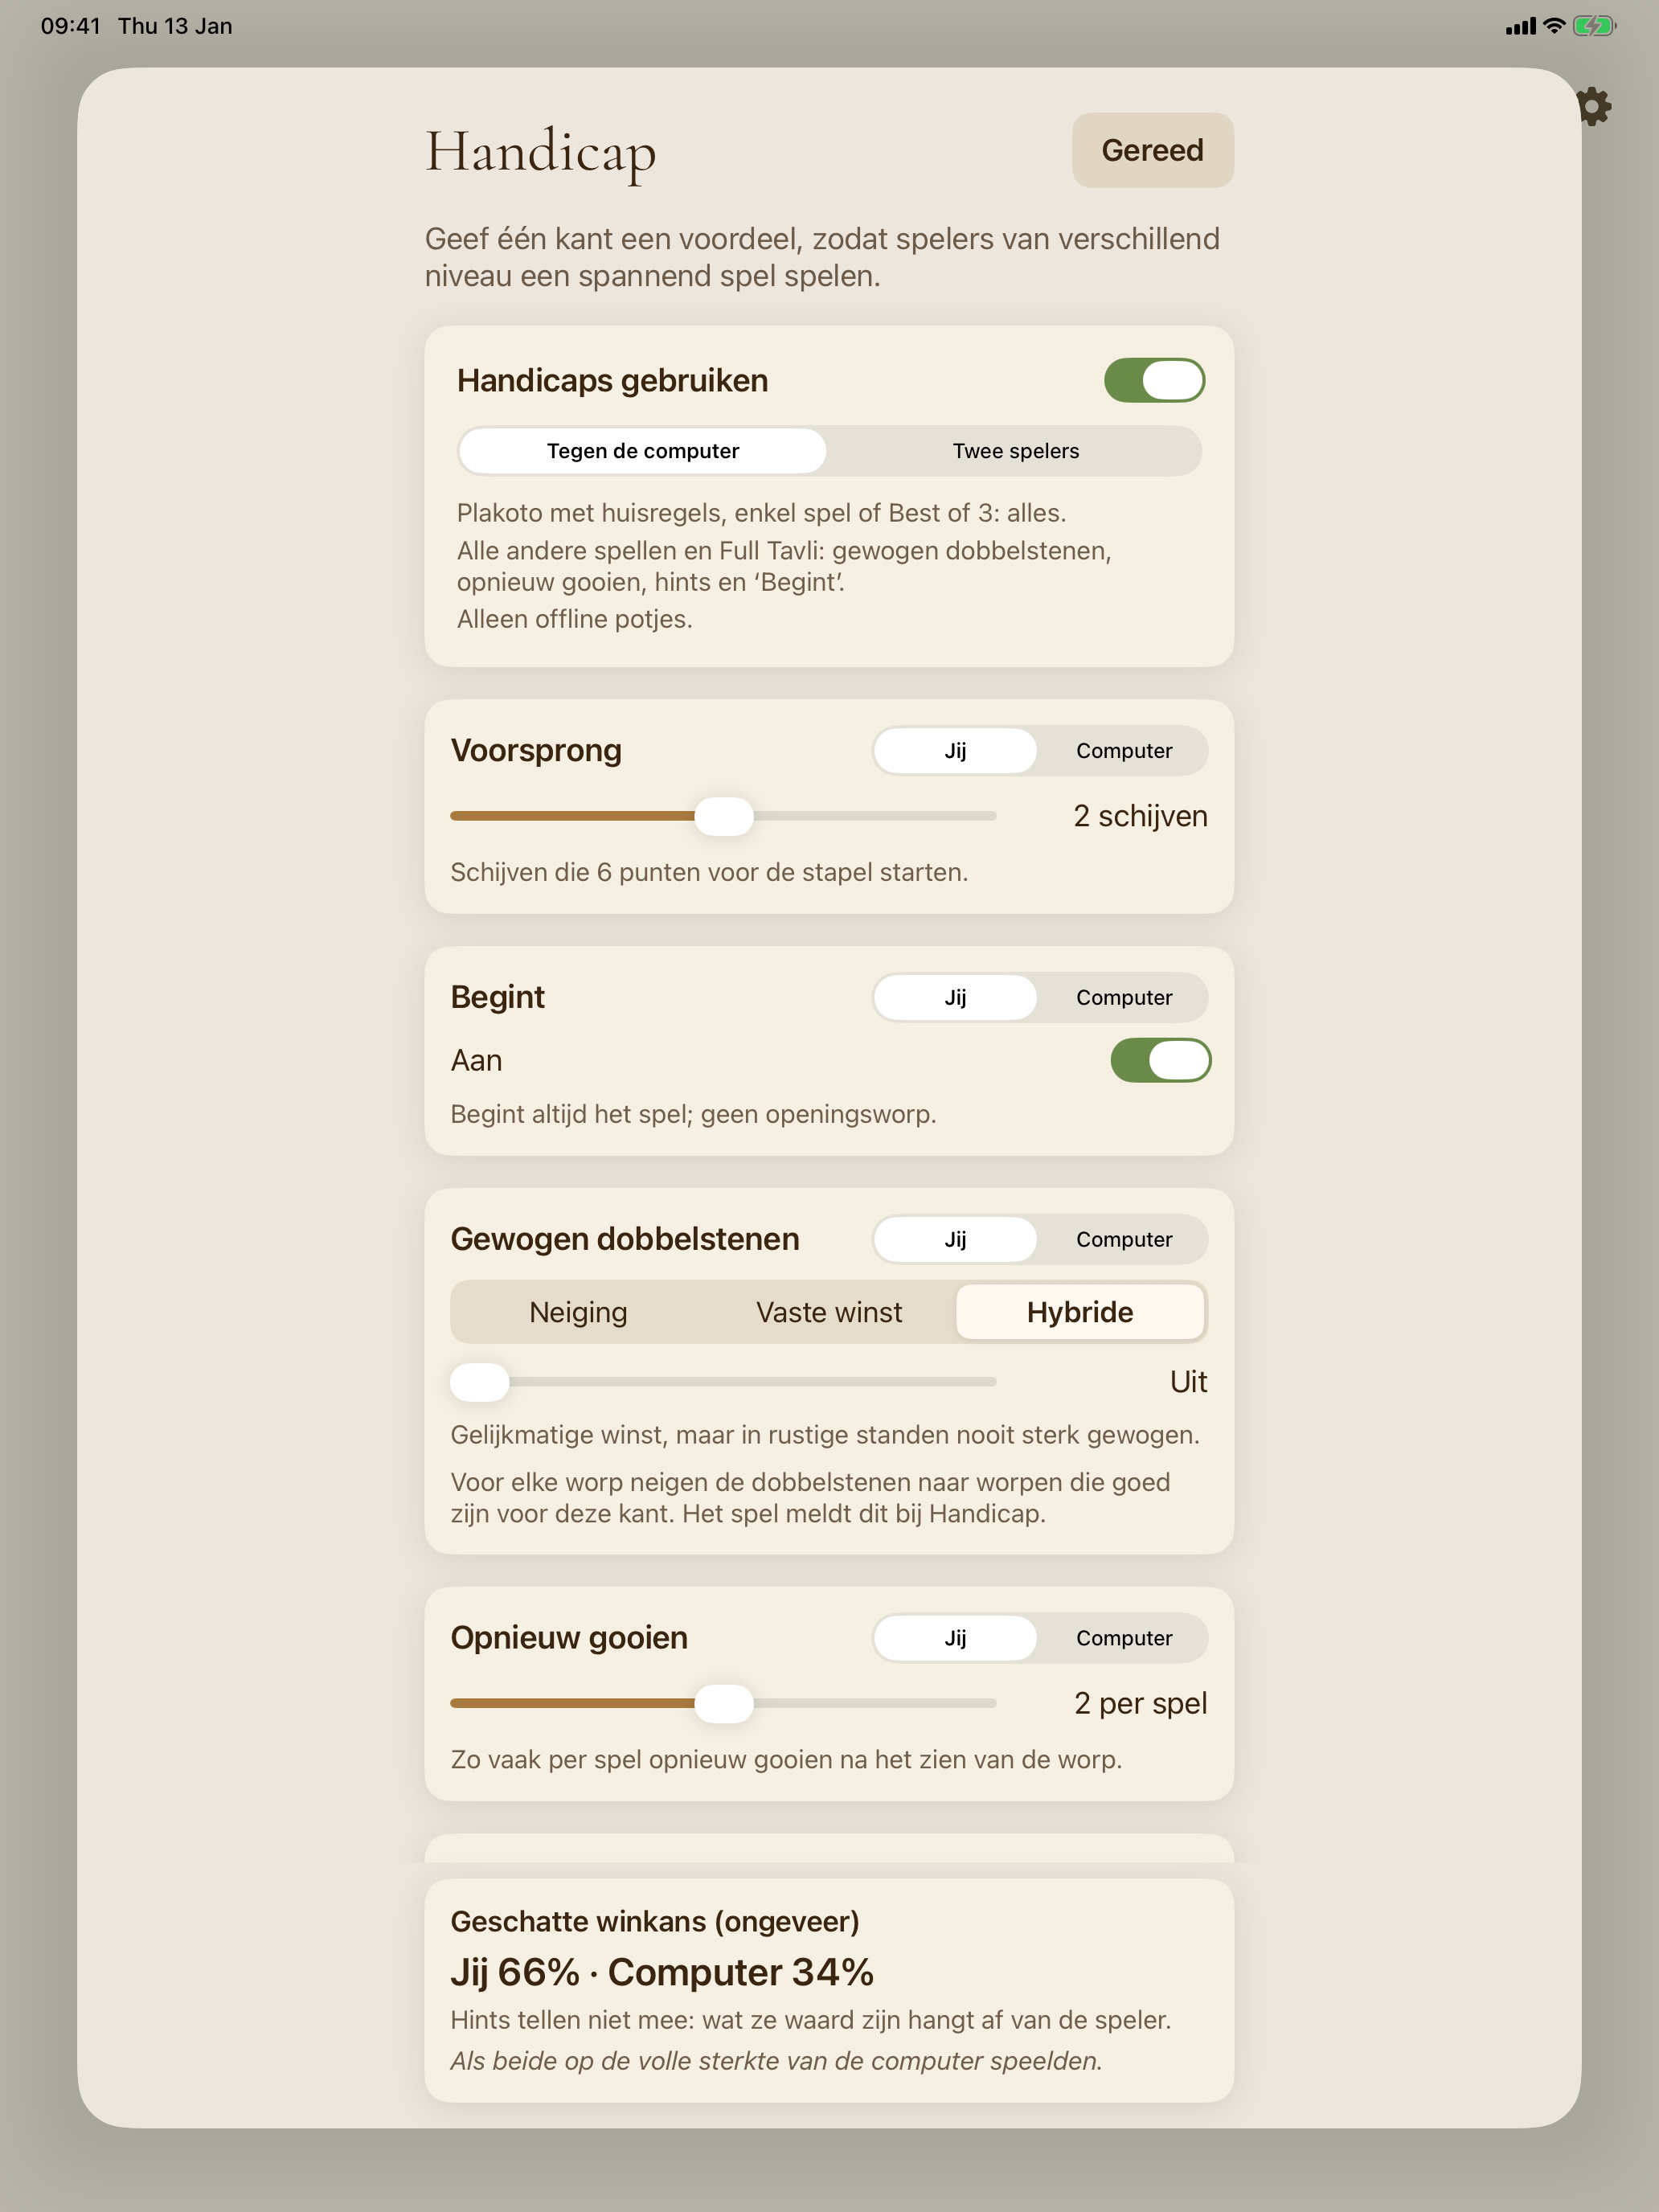 09:41 Thu 13 Jan
Handicap
Gereed
Geef één kant een voordeel, zodat spelers van verschillend
niveau een spannend spel spelen.
Handicaps gebruiken
Tegen de computer
Twee spelers
Plakoto met huisregels, enkel spel of Best of 3: alles.
Alle andere spellen en Full Tavli: gewogen dobbelstenen,
opnieuw gooien, hints en ‘Begint’.
Alleen offline potjes.
Voorsprong
Jij
Computer
2 schijven
Schijven die 6 punten voor de stapel starten.
Begint
Jij
Computer
Aan
Begint altijd het spel; geen openingsworp.
Gewogen dobbelstenen
Jij
Computer
Neiging
Vaste winst
Hybride
Uit
Gelijkmatige winst, maar in rustige standen nooit sterk gewogen.
Voor elke worp neigen de dobbelstenen naar worpen die goed
zijn voor deze kant. Het spel meldt dit bij Handicap.
Opnieuw gooien
Jij
Computer
2 per spel
Zo vaak per spel opnieuw gooien na het zien van de worp.
Geschatte winkans (ongeveer)
Jij 66% · Computer 34%
Hints tellen niet mee: wat ze waard zijn hangt af van de speler.
Als beide op de volle sterkte van de computer speelden.